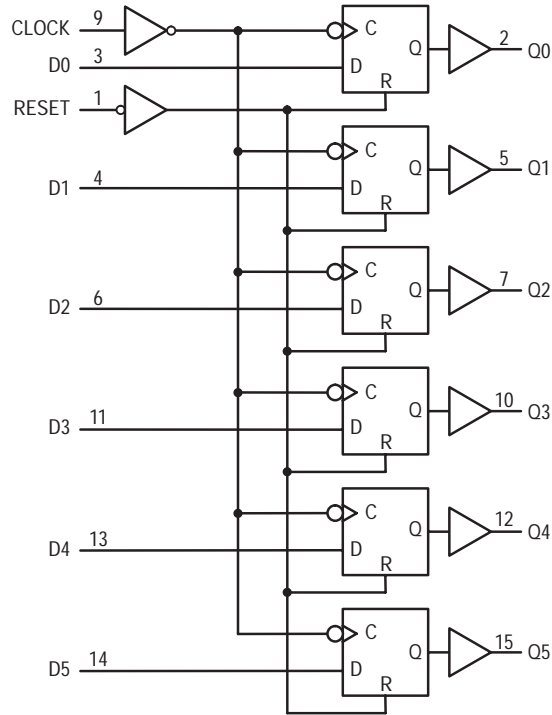 CLOCK 9 C Q 2 Q0
D0 3 D
RESET 1 R
C Q 5 Q1
D1 4 D
R
C Q 7 Q2
D2 6 D
R
C Q 10 Q3
D3 11 D
R
C Q 12 Q4
D4 13 D
R
C Q 15 Q5
D5 14 D
R